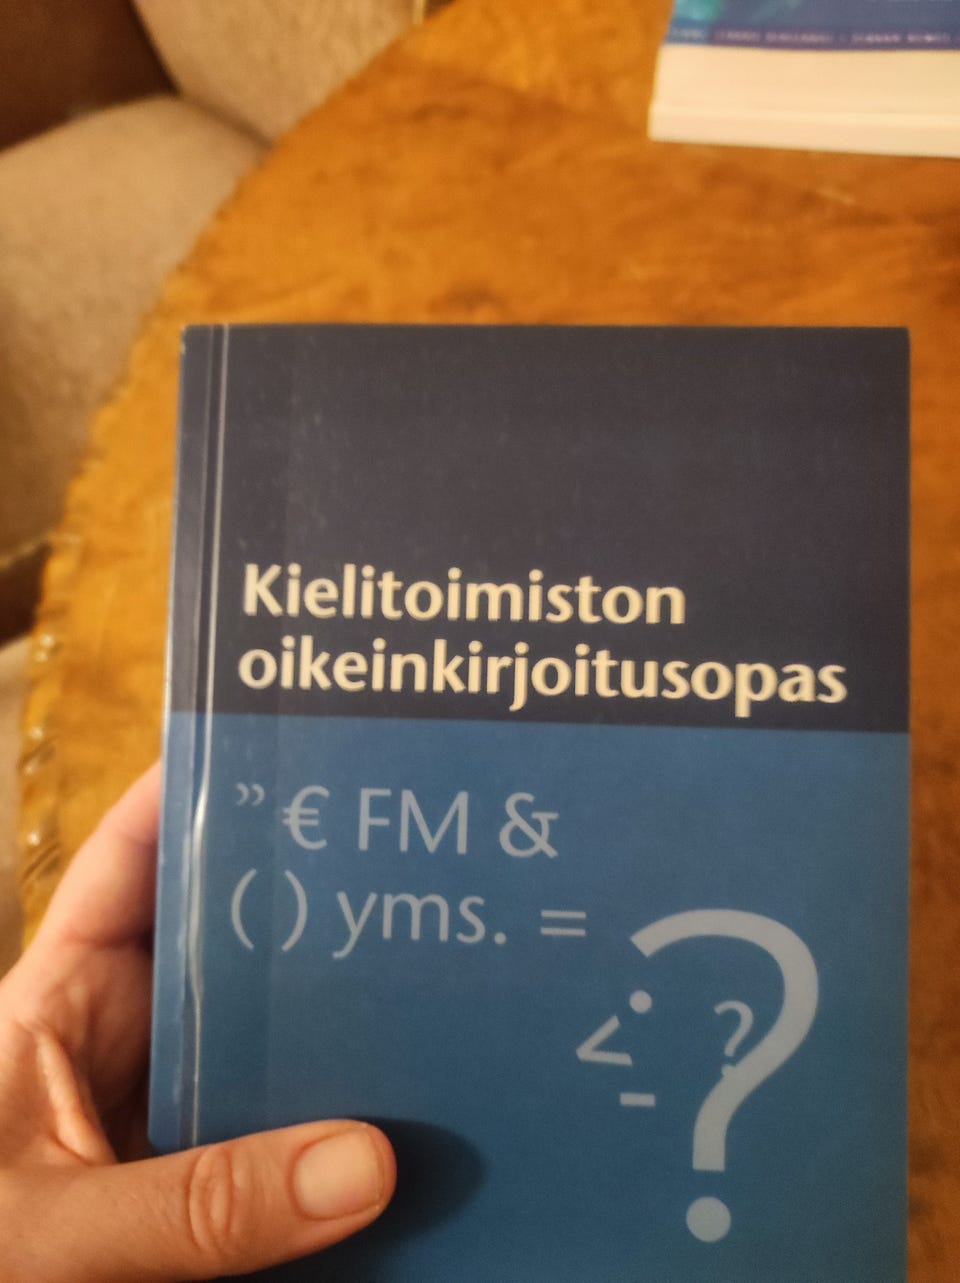 Kielitoimiston
oikeinkirjoitusopas
” € FM &
( ) yms. = ?